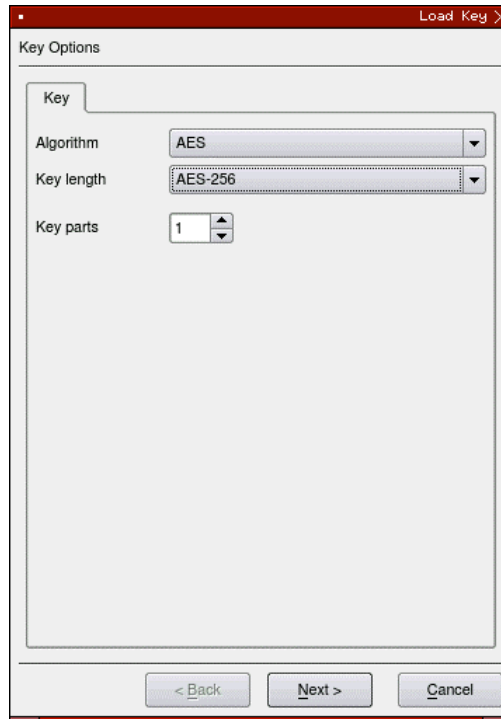 Load Key
Key Options
Key
Algorithm AES
Key length AES-256
Key parts 1
< Back Next > Cancel